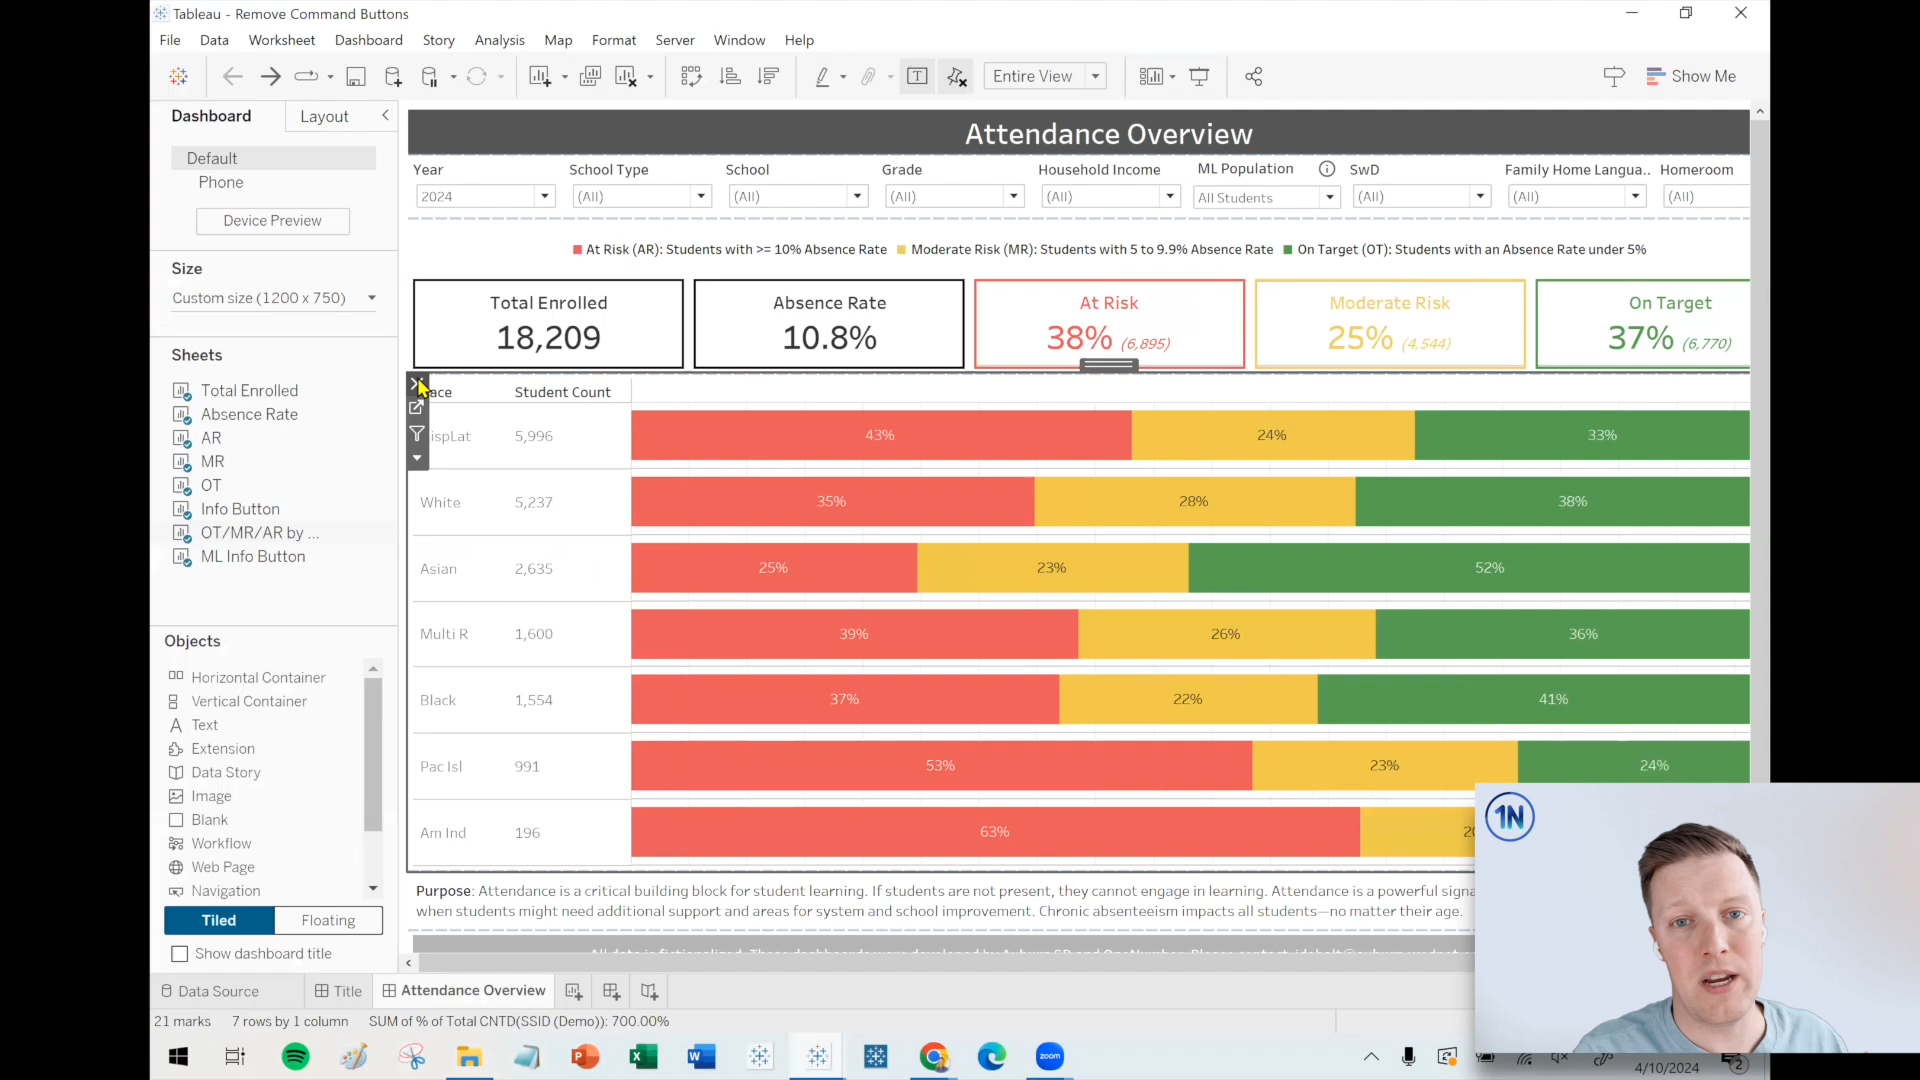 Tableau - Remove Command Buttons
File Data Worksheet Dashboard Story Analysis Map Format Server Window Help
Entire View
Show Me
Dashboard
Layout
Default
Phone
Device Preview
Size
Custom size (1200 x 750)
Sheets
Total Enrolled
Absence Rate
AR
MR
OT
Info Button
OT/MR/AR by ...
ML Info Button
Objects
Horizontal Container
Vertical Container
Text
Extension
Data Story
Image
Blank
Workflow
Web Page
Navigation
Tiled
Floating
Show dashboard title
Attendance Overview
Year School Type School Grade Household Income ML Population SwD Family Home Langua.. Homeroom
2024 (All) (All) (All) (All) All Students (All) (All) (All)
At Risk (AR): Students with >= 10% Absence Rate Moderate Risk (MR): Students with 5 to 9.9% Absence Rate On Target (OT): Students with an Absence Rate under 5%
Total Enrolled
18,209
Absence Rate
10.8%
At Risk
38% (6,895)
Moderate Risk
25% (4,544)
On Target
37% (6,770)
ace Student Count
ispLat 5,996 43% 24% 33%
White 5,237 35% 28% 38%
Asian 2,635 25% 23% 52%
Multi R 1,600 39% 26% 36%
Black 1,554 37% 22% 41%
Pac Isl 991 53% 23% 24%
Am Ind 196 63%
Purpose: Attendance is a critical building block for student learning. If students are not present, they cannot engage in learning. Attendance is a powerful signa
when students might need additional support and areas for system and school improvement. Chronic absenteeism impacts all students—no matter their age.
Data Source Title Attendance Overview
21 marks 7 rows by 1 column SUM of % of Total CNTD(SSID (Demo)): 700.00%
1N
zoom
4/10/2024
2